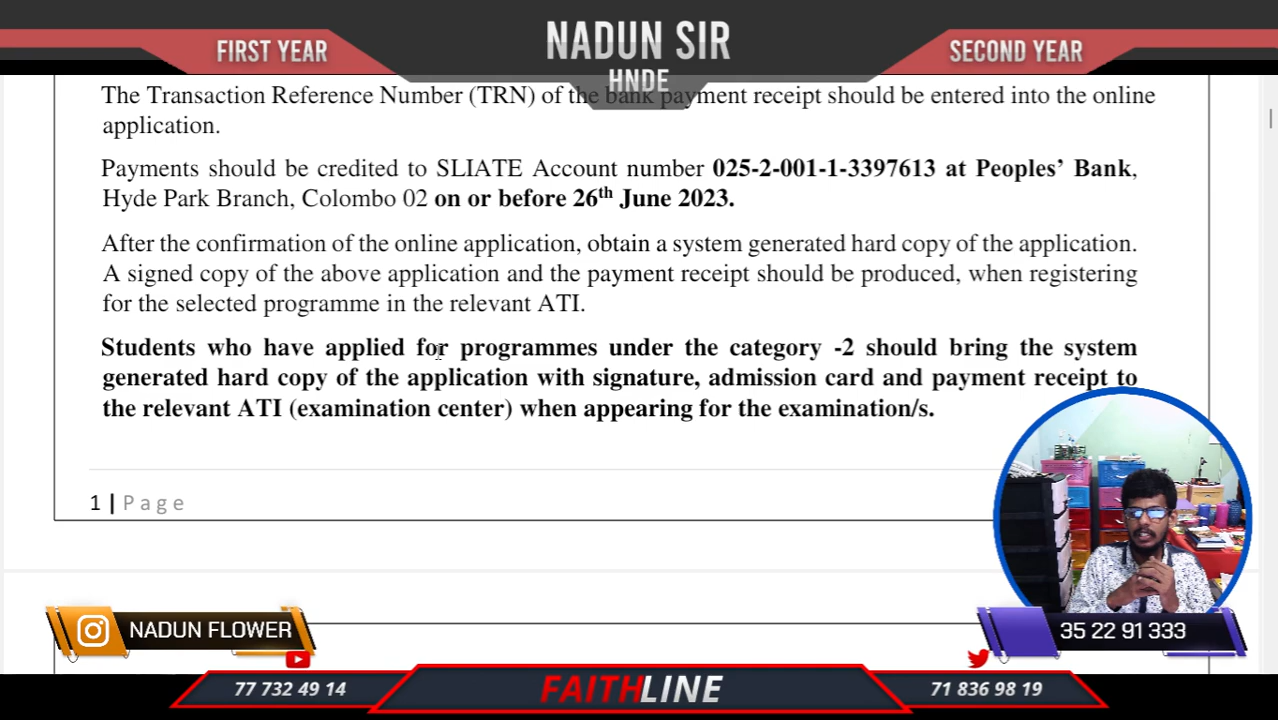 FIRST YEAR
NADUN SIR
HNDE
SECOND YEAR
The Transaction Reference Number (TRN) of the bank payment receipt should be entered into the online
application.
Payments should be credited to SLIATE Account number 025-2-001-1-3397613 at Peoples’ Bank,
Hyde Park Branch, Colombo 02 on or before 26th June 2023.
After the confirmation of the online application, obtain a system generated hard copy of the application.
A signed copy of the above application and the payment receipt should be produced, when registering
for the selected programme in the relevant ATI.
Students who have applied for programmes under the category -2 should bring the system
generated hard copy of the application with signature, admission card and payment receipt to
the relevant ATI (examination center) when appearing for the examination/s.
1 | Page
NADUN FLOWER
35 22 91 333
77 732 49 14
FAITHLINE
71 836 98 19